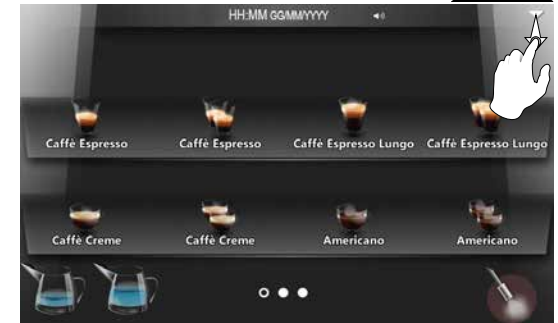 HH:MM GG/MM/YYYY
Caffè Espresso Caffè Espresso Caffè Espresso Lungo Caffè Espresso Lungo
Caffè Creme Caffè Creme Americano Americano